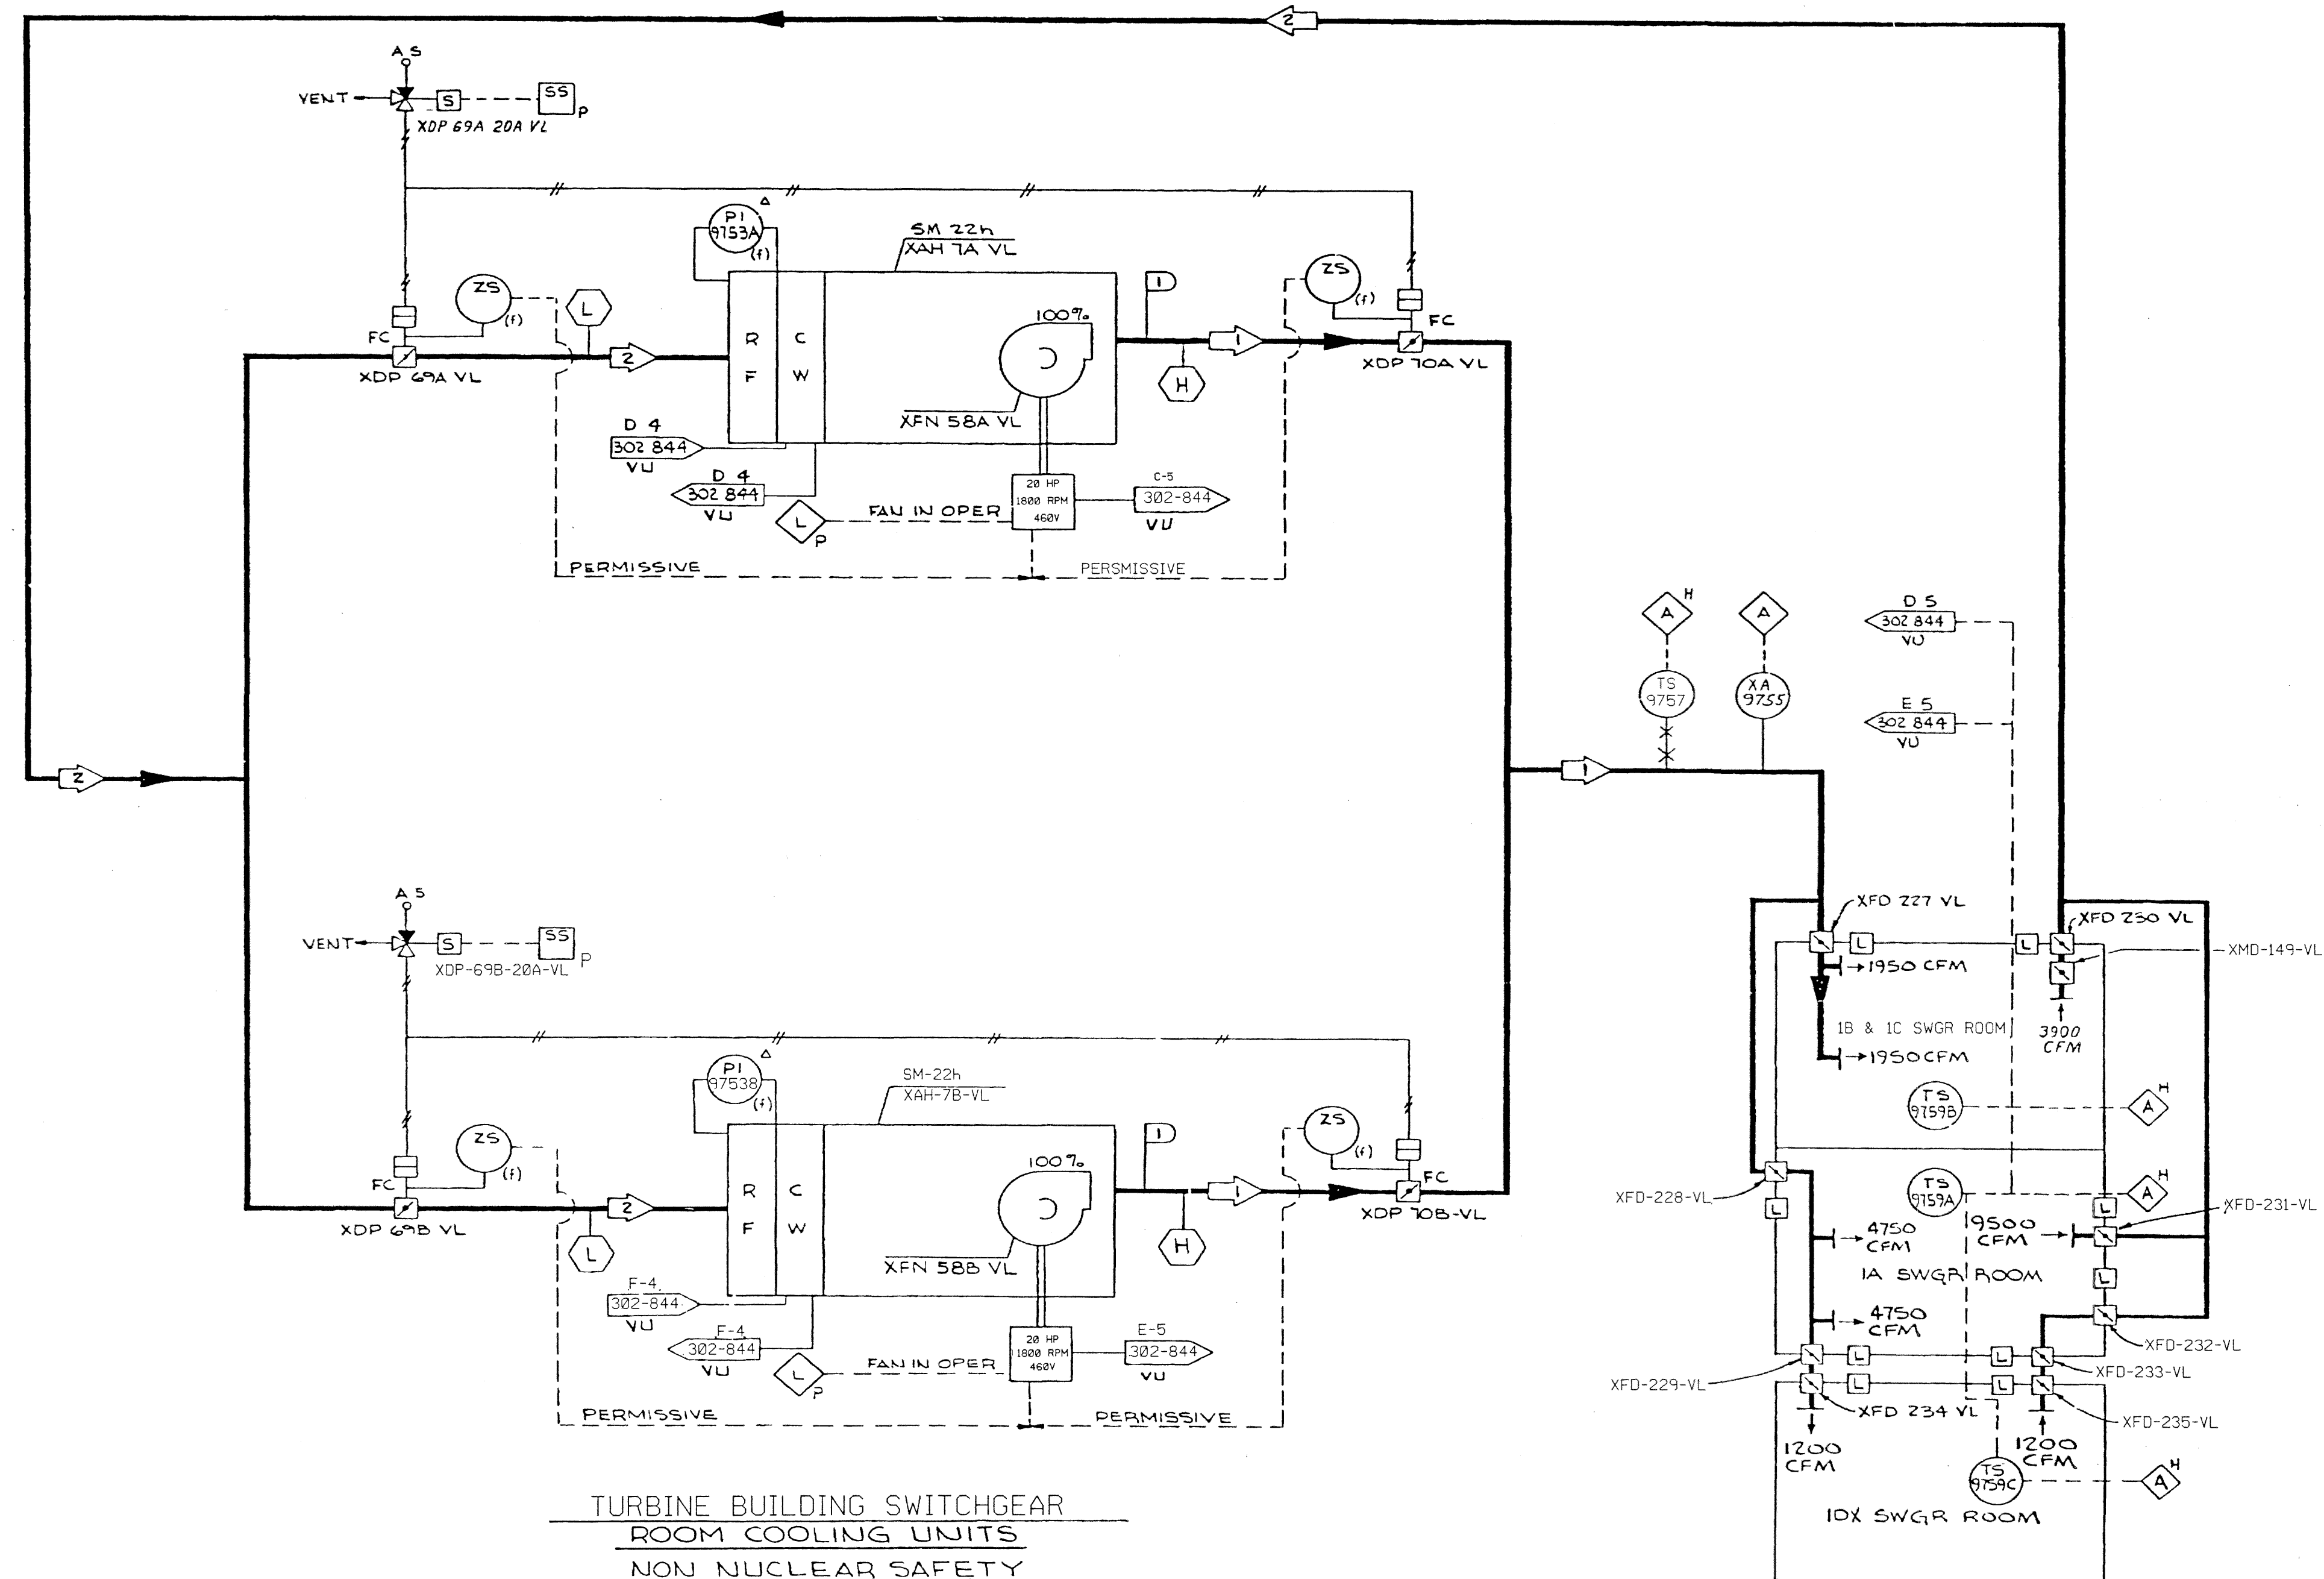 2
A S
VENT
S
SS
P
XDP 69A 20A VL
PI
9753A
Δ
(f)
SM 22h
XAH 7A VL
ZS
(f)
L
FC
XDP 69A VL
2
R
F
C
W
100%
XFN 58A VL
1
H
1
ZS
(f)
FC
XDP 70A VL
D 4
302 844
VU
D 4
302 844
VU
L
P
FAN IN OPER
20 HP
1800 RPM
460V
C-5
302-844
VU
PERMISSIVE
PERSMISSIVE
2
1
A
H
A
TS
9757
XA
9755
D 5
302 844
VU
E 5
302 844
VU
A S
VENT
S
SS
P
XDP-69B-20A-VL
PI
97538
Δ
(f)
SM-22h
XAH-7B-VL
ZS
(f)
L
FC
XDP 69B VL
2
R
F
C
W
100%
XFN 58B VL
1
H
1
ZS
(f)
FC
XDP 70B-VL
F-4
302-844
VU
F-4
302-844
VU
L
P
FAN IN OPER
20 HP
1800 RPM
460V
E-5
302-844
VU
PERMISSIVE
PERMISSIVE
XFD 227 VL
L
L
XFD 230 VL
XMD-149-VL
1950 CFM
1B & 1C SWGR ROOM
3900
CFM
1950 CFM
TS
9759B
A
H
XFD-228-VL
L
TS
9759A
A
H
L
XFD-231-VL
4750
CFM
9500
CFM
1A SWGR ROOM
L
4750
CFM
XFD-232-VL
L
L
XFD-233-VL
XFD-229-VL
L
L
XFD 234 VL
XFD-235-VL
1200
CFM
1200
CFM
TS
9759C
A
H
1DX SWGR ROOM
TURBINE BUILDING SWITCHGEAR
ROOM COOLING UNITS
NON NUCLEAR SAFETY